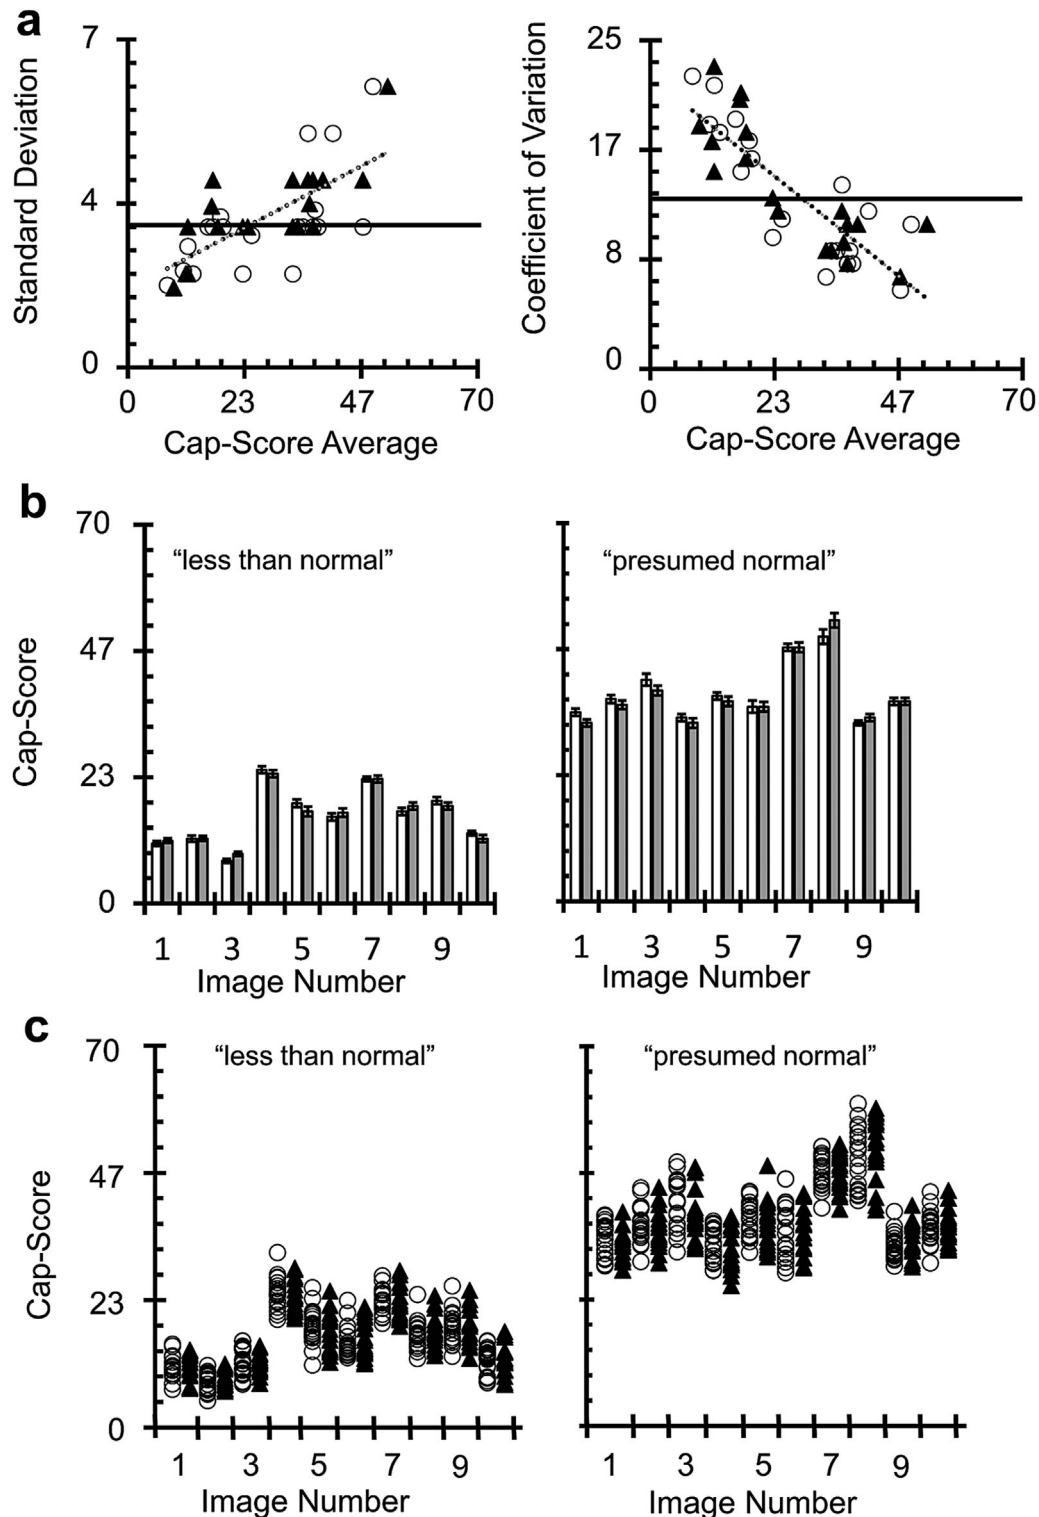 a
7
4
0
Standard Deviation
0 23 47 70
Cap-Score Average
25
17
8
0
Coefficient of Variation
0 23 47 70
Cap-Score Average
b
70
47
23
0
Cap-Score
“less than normal”
1 3 5 7 9
Image Number
“presumed normal”
1 3 5 7 9
Image Number
c
70
47
23
0
Cap-Score
“less than normal”
1 3 5 7 9
Image Number
“presumed normal”
1 3 5 7 9
Image Number